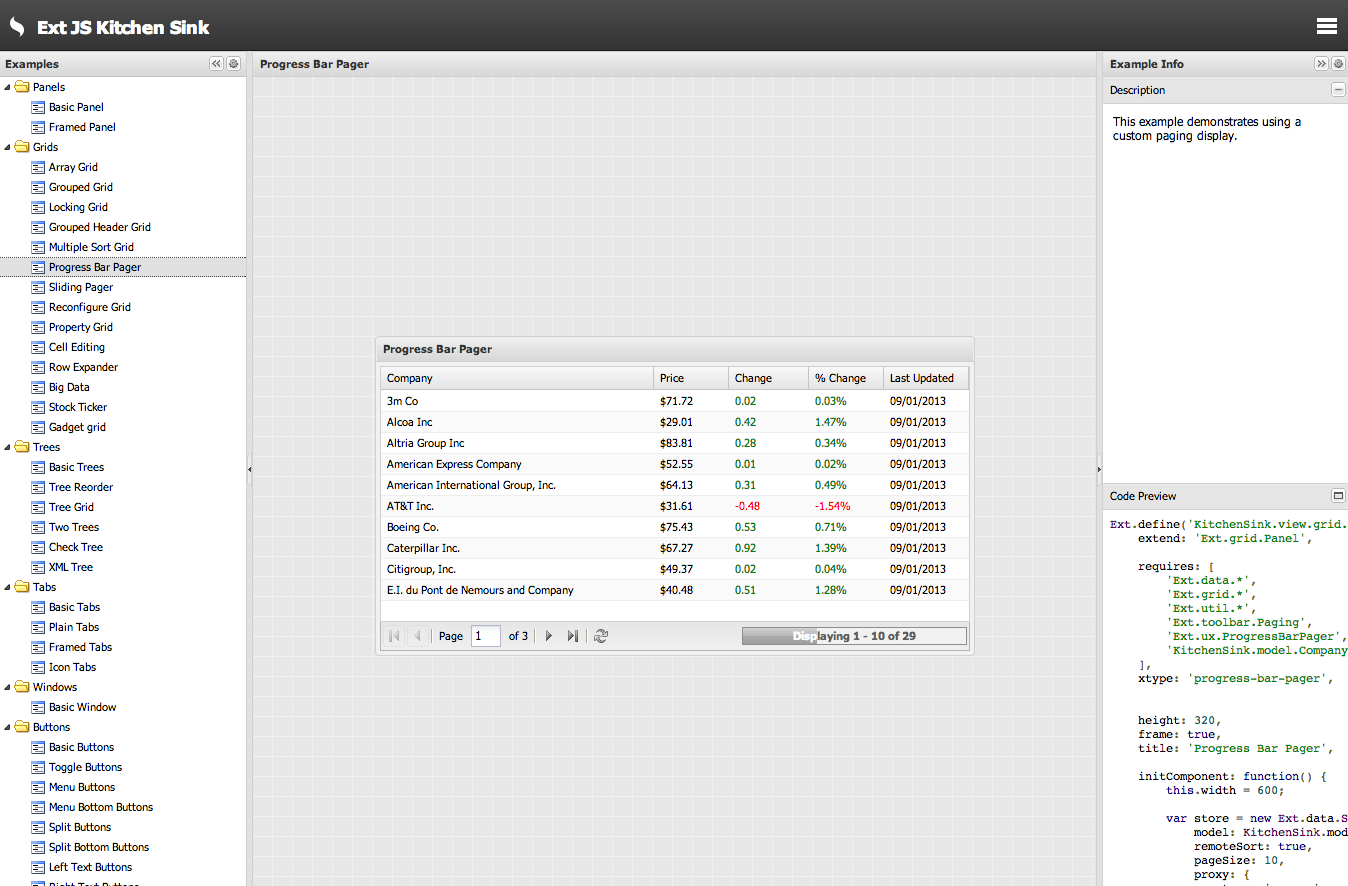 Ext JS Kitchen Sink
Examples
Panels
Basic Panel
Framed Panel
Grids
Array Grid
Grouped Grid
Locking Grid
Grouped Header Grid
Multiple Sort Grid
Progress Bar Pager
Sliding Pager
Reconfigure Grid
Property Grid
Cell Editing
Row Expander
Big Data
Stock Ticker
Gadget grid
Trees
Basic Trees
Tree Reorder
Tree Grid
Two Trees
Check Tree
XML Tree
Tabs
Basic Tabs
Plain Tabs
Framed Tabs
Icon Tabs
Windows
Basic Window
Buttons
Basic Buttons
Toggle Buttons
Menu Buttons
Menu Bottom Buttons
Split Buttons
Split Bottom Buttons
Left Text Buttons
Progress Bar Pager
Progress Bar Pager
Company Price Change % Change Last Updated
3m Co $71.72 0.02 0.03% 09/01/2013
Alcoa Inc $29.01 0.42 1.47% 09/01/2013
Altria Group Inc $83.81 0.28 0.34% 09/01/2013
American Express Company $52.55 0.01 0.02% 09/01/2013
American International Group, Inc. $64.13 0.31 0.49% 09/01/2013
AT&T Inc. $31.61 -0.48 -1.54% 09/01/2013
Boeing Co. $75.43 0.53 0.71% 09/01/2013
Caterpillar Inc. $67.27 0.92 1.39% 09/01/2013
Citigroup, Inc. $49.37 0.02 0.04% 09/01/2013
E.I. du Pont de Nemours and Company $40.48 0.51 1.28% 09/01/2013
Page 1 of 3 Displaying 1 - 10 of 29
Example Info
Description
This example demonstrates using a
custom paging display.
Code Preview
Ext.define('KitchenSink.view.grid.
extend: 'Ext.grid.Panel',
requires: [
'Ext.data.*',
'Ext.grid.*',
'Ext.util.*',
'Ext.toolbar.Paging',
'Ext.ux.ProgressBarPager',
'KitchenSink.model.Company
],
xtype: 'progress-bar-pager',
height: 320,
frame: true,
title: 'Progress Bar Pager',
initComponent: function() {
this.width = 600;
var store = new Ext.data.S
model: KitchenSink.mod
remoteSort: true,
pageSize: 10,
proxy: {